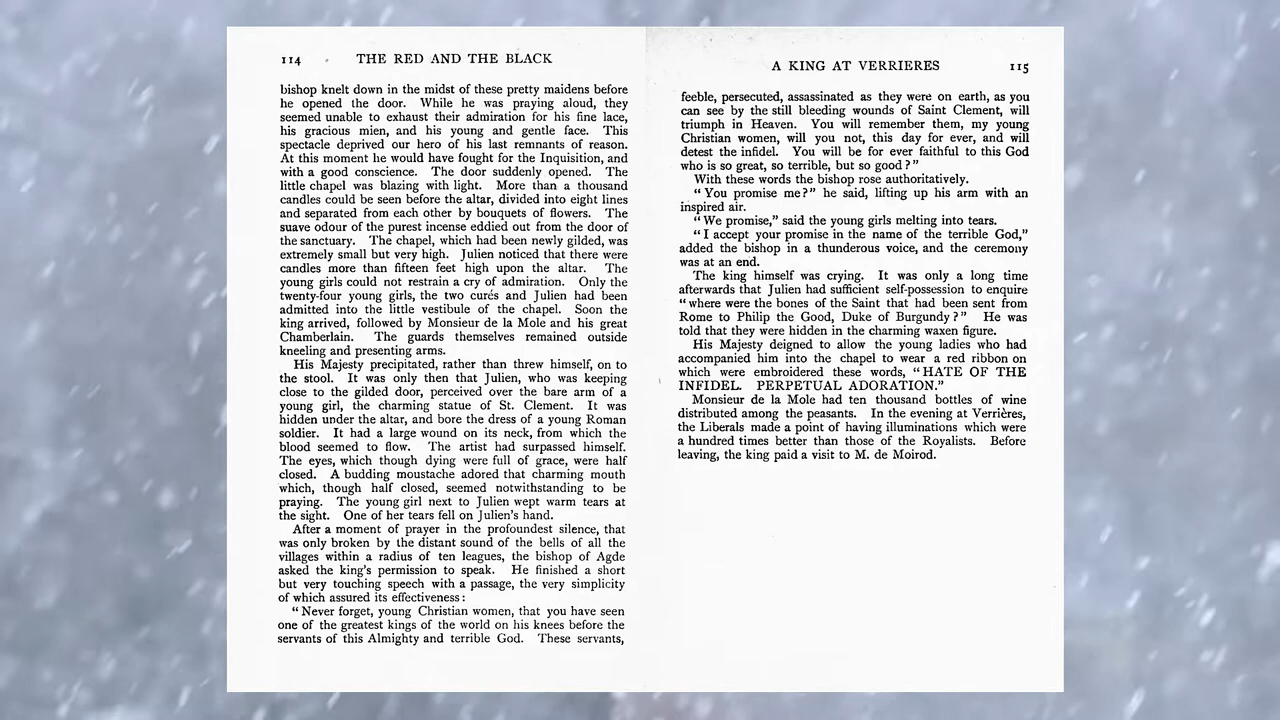 114 THE RED AND THE BLACK
bishop knelt down in the midst of these pretty maidens before
he opened the door. While he was praying aloud, they
seemed unable to exhaust their admiration for his fine lace,
his gracious mien, and his young and gentle face. This
spectacle deprived our hero of his last remnants of reason.
At this moment he would have fought for the Inquisition, and
with a good conscience. The door suddenly opened. The
little chapel was blazing with light. More than a thousand
candles could be seen before the altar, divided into eight lines
and separated from each other by bouquets of flowers. The
suave odour of the purest incense eddied out from the door of
the sanctuary. The chapel, which had been newly gilded, was
extremely small but very high. Julien noticed that there were
candles more than fifteen feet high upon the altar. The
young girls could not restrain a cry of admiration. Only the
twenty-four young girls, the two curés and Julien had been
admitted into the little vestibule of the chapel. Soon the
king arrived, followed by Monsieur de la Mole and his great
Chamberlain. The guards themselves remained outside
kneeling and presenting arms.
His Majesty precipitated, rather than threw himself, on to
the stool. It was only then that Julien, who was keeping
close to the gilded door, perceived over the bare arm of a
young girl, the charming statue of St. Clement. It was
hidden under the altar, and bore the dress of a young Roman
soldier. It had a large wound on its neck, from which the
blood seemed to flow. The artist had surpassed himself.
The eyes, which though dying were full of grace, were half
closed. A budding moustache adored that charming mouth
which, though half closed, seemed notwithstanding to be
praying. The young girl next to Julien wept warm tears at
the sight. One of her tears fell on Julien's hand.
After a moment of prayer in the profoundest silence, that
was only broken by the distant sound of the bells of all the
villages within a radius of ten leagues, the bishop of Agde
asked the king's permission to speak. He finished a short
but very touching speech with a passage, the very simplicity
of which assured its effectiveness:
"Never forget, young Christian women, that you have seen
one of the greatest kings of the world on his knees before the
servants of this Almighty and terrible God. These servants,
A KING AT VERRIERES 115
feeble, persecuted, assassinated as they were on earth, as you
can see by the still bleeding wounds of Saint Clement, will
triumph in Heaven. You will remember them, my young
Christian women, will you not, this day for ever, and will
detest the infidel. You will be for ever faithful to this God
who is so great, so terrible, but so good?"
With these words the bishop rose authoritatively.
"You promise me?" he said, lifting up his arm with an
inspired air.
"We promise," said the young girls melting into tears.
"I accept your promise in the name of the terrible God,"
added the bishop in a thunderous voice, and the ceremony
was at an end.
The king himself was crying. It was only a long time
afterwards that Julien had sufficient self-possession to enquire
"where were the bones of the Saint that had been sent from
Rome to Philip the Good, Duke of Burgundy?" He was
told that they were hidden in the charming waxen figure.
His Majesty deigned to allow the young ladies who had
accompanied him into the chapel to wear a red ribbon on
which were embroidered these words, "HATE OF THE
INFIDEL. PERPETUAL ADORATION."
Monsieur de la Mole had ten thousand bottles of wine
distributed among the peasants. In the evening at Verrières,
the Liberals made a point of having illuminations which were
a hundred times better than those of the Royalists. Before
leaving, the king paid a visit to M. de Moirod.